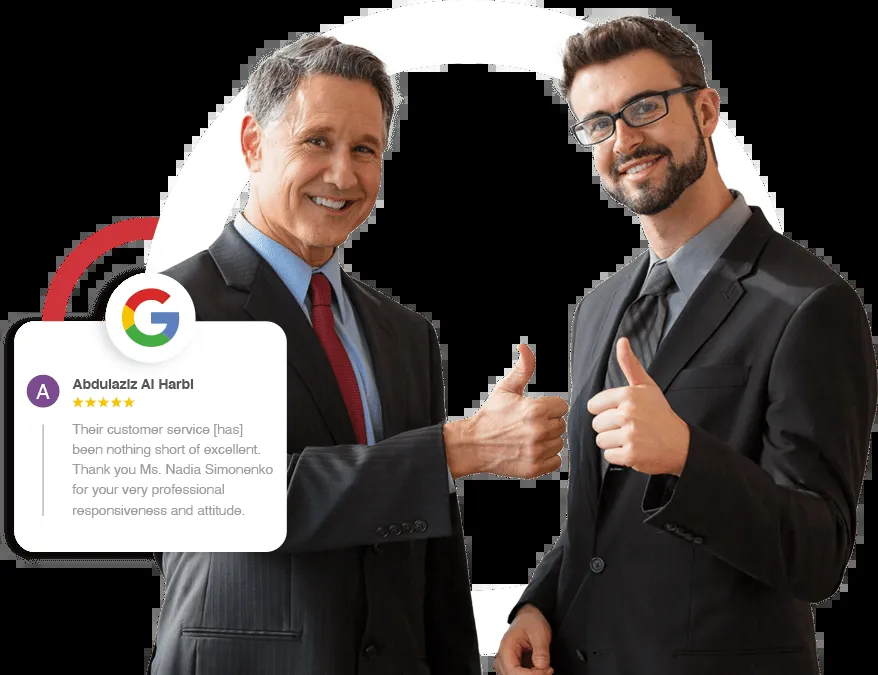 G
A
Abdulaziz Al Harbi
Their customer service [has]
been nothing short of excellent.
Thank you Ms. Nadia Simonenko
for your very professional
responsiveness and attitude.